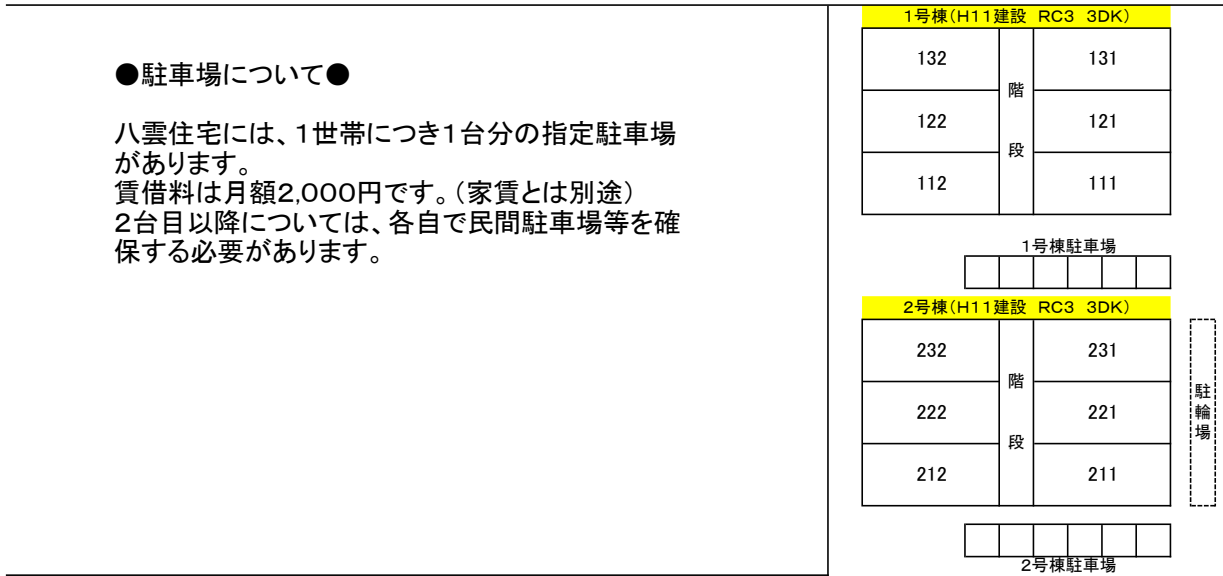 ●駐車場について●
八雲住宅には、1世帯につき1台分の指定駐車場
があります。
賃借料は月額2,000円です。(家賃とは別途)
2台目以降については、各自で民間駐車場等を確
保する必要があります。
1号棟(H11建設 RC3 3DK)
132 131
階
122 121
段
112 111
1号棟駐車場
2号棟(H11建設 RC3 3DK)
232 231
階
222 221
段
212 211
駐輪場
2号棟駐車場